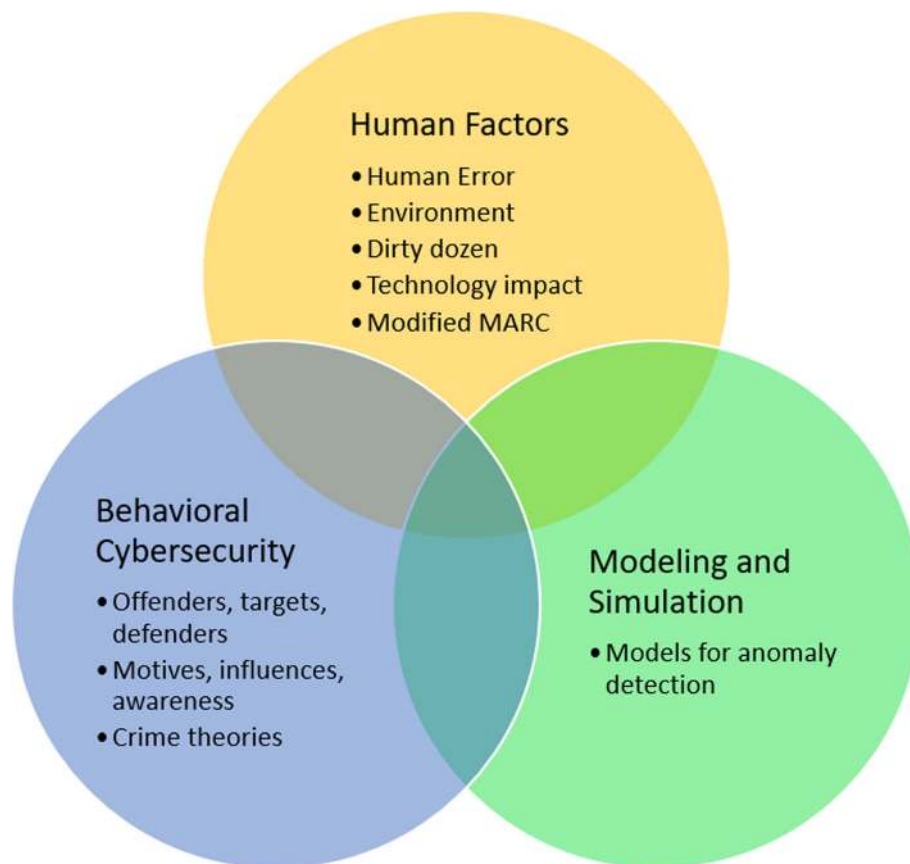 Human Factors
• Human Error
• Environment
• Dirty dozen
• Technology impact
• Modified MARC
Behavioral
Cybersecurity
• Offenders, targets,
defenders
• Motives, influences,
awareness
• Crime theories
Modeling and
Simulation
• Models for anomaly
detection